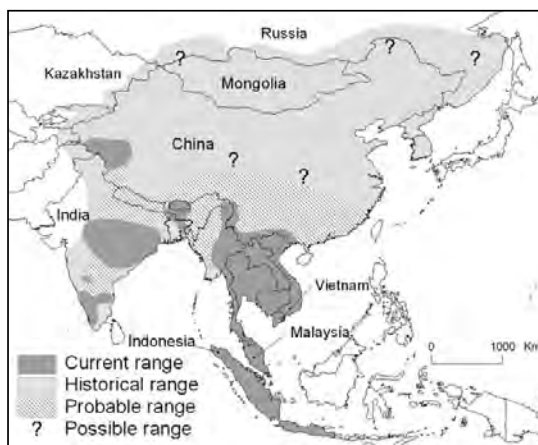 Russia
?
?
?
Kazakhstan
Mongolia
China
?
?
India
Vietnam
Indonesia
Malaysia
0 1000 Km
Current range
Historical range
Probable range
? Possible range